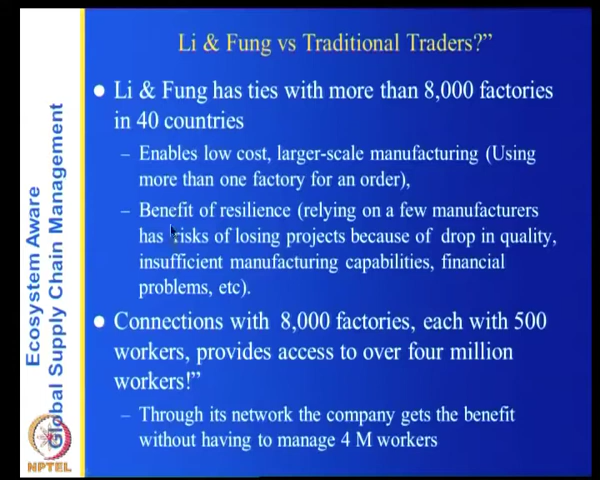 Li & Fung vs Traditional Traders?”
Li & Fung has ties with more than 8,000 factories
in 40 countries
– Enables low cost, larger-scale manufacturing (Using
more than one factory for an order),
– Benefit of resilience (relying on a few manufacturers
has risks of losing projects because of drop in quality,
insufficient manufacturing capabilities, financial
problems, etc).
Connections with 8,000 factories, each with 500
workers, provides access to over four million
workers!”
– Through its network the company gets the benefit
without having to manage 4 M workers
Ecosystem Aware
Global Supply Chain Management
NPTEL